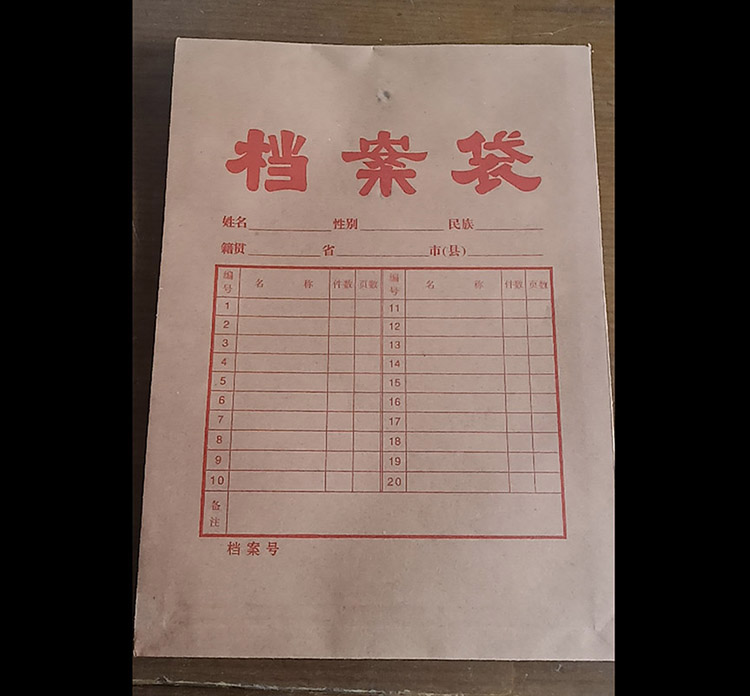 档案袋
姓名 性别 民族
籍贯 省 市(县)
编号 名称 件数 页数 编号 名称 件数 页数
1 11
2 12
3 13
4 14
5 15
6 16
7 17
8 18
9 19
10 20
备注
档案号